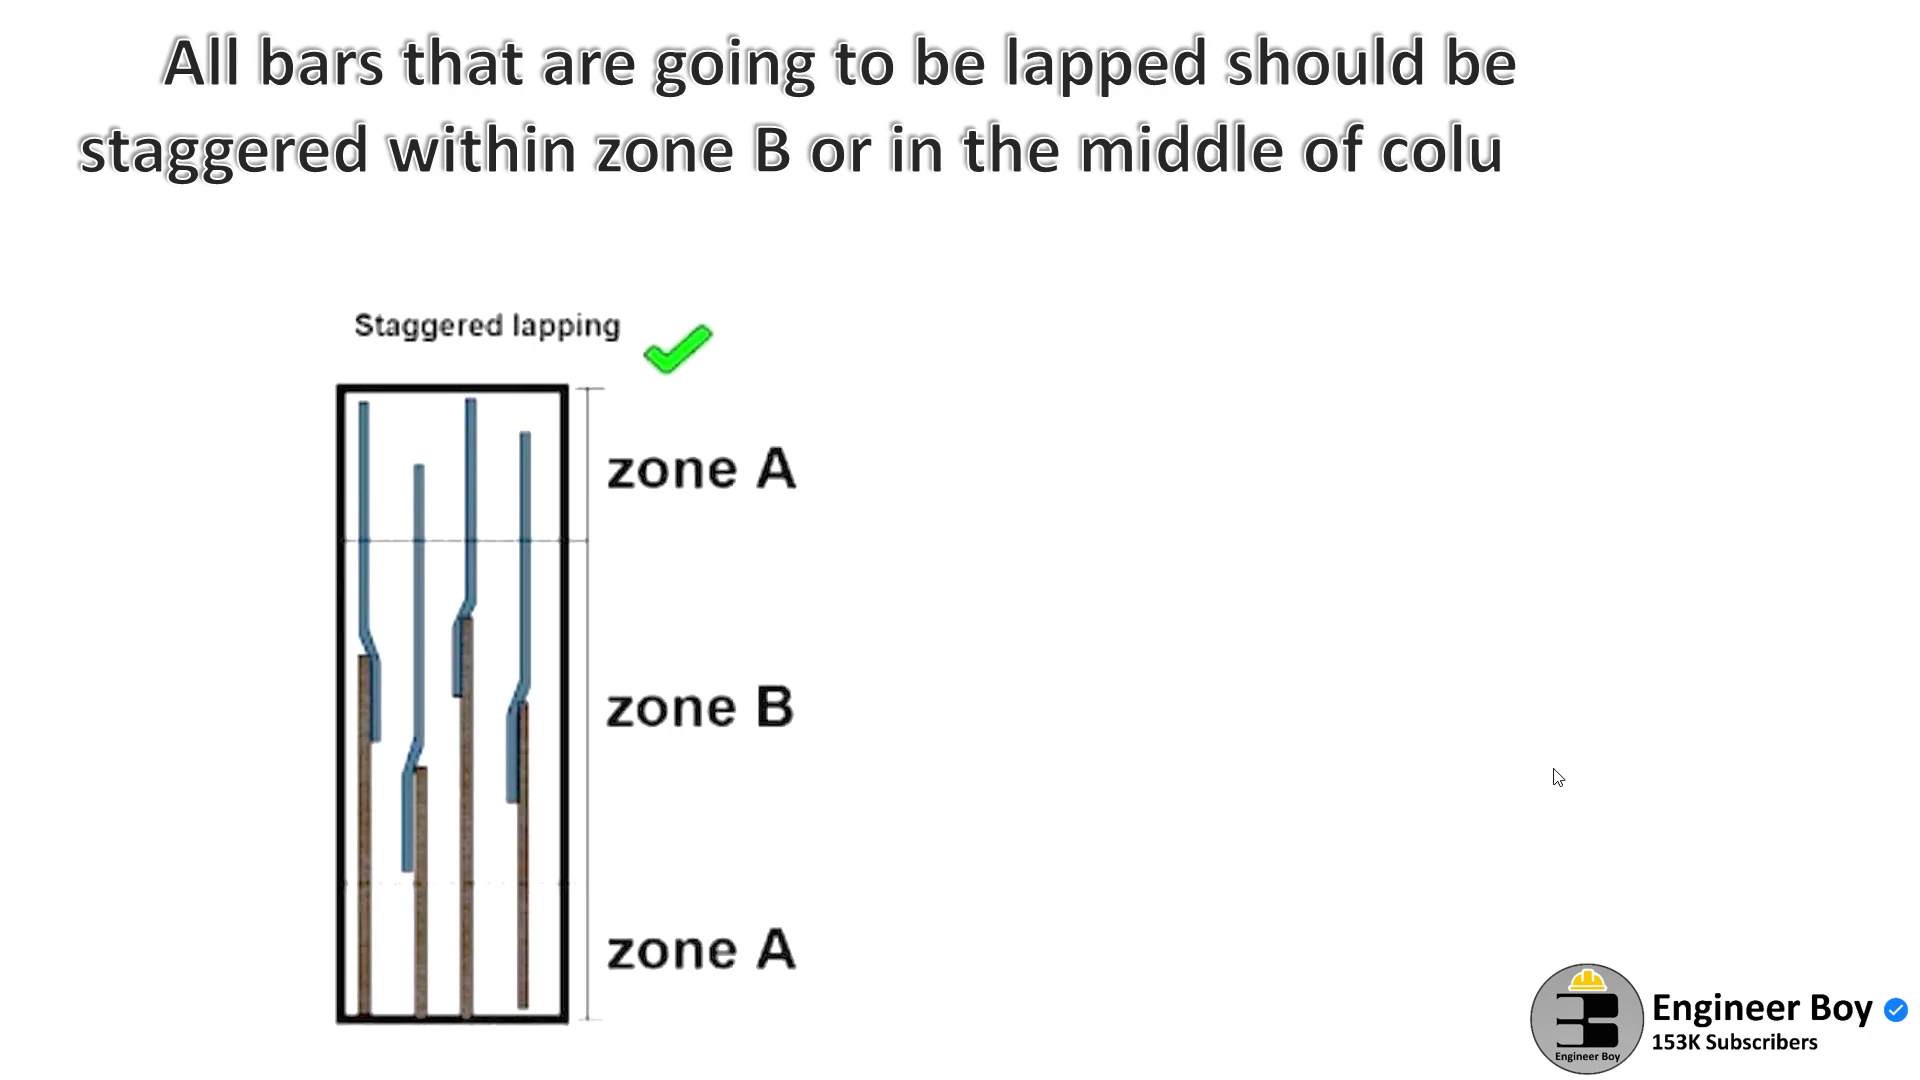 All bars that are going to be lapped should be
staggered within zone B or in the middle of colu
Staggered lapping
zone A
zone B
zone A
Engineer Boy
153K Subscribers
Engineer Boy